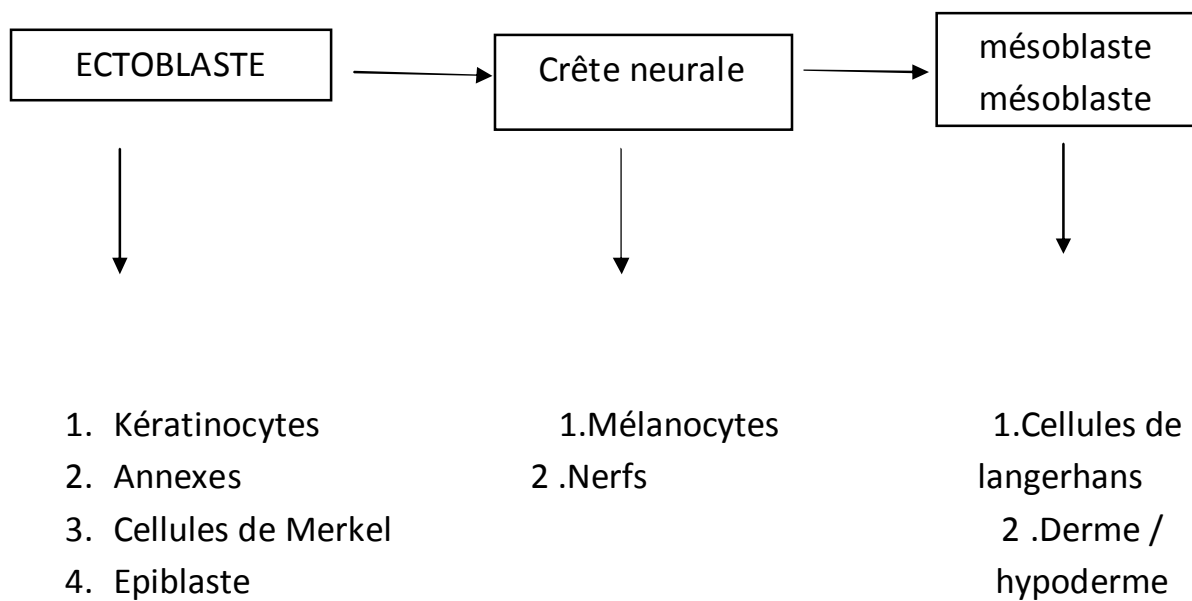 ECTOBLASTE
Crête neurale
mésoblaste
mésoblaste
1. Kératinocytes
2. Annexes
3. Cellules de Merkel
4. Epiblaste
1.Mélanocytes
2 .Nerfs
1.Cellules de
langerhans
2 .Derme /
hypoderme